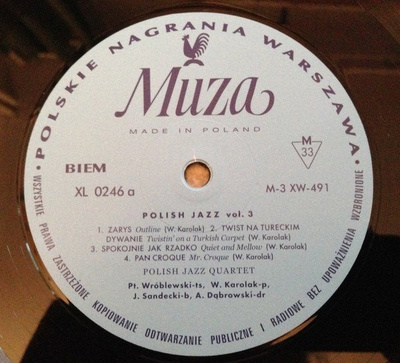 • POLSKIE NAGRANIA WARSZAWA •
Muza
MADE IN POLAND
BIEM
M
33
XL 0246 a
M-3 XW-491
POLISH JAZZ vol. 3
1. ZARYS Outline (W. Karolak) 2. TWIST NA TURECKIM
DYWANIE Twistin' on a Turkish Carpet (W. Karolak)
3. SPOKOJNIE JAK RZADKO Quiet and Mellow (W. Karolak)
4. PAN CROQUE Mr. Croque (W. Karolak)
POLISH JAZZ QUARTET
Pt. Wróblewski-ts, W. Karolak-p,
J. Sandecki-b, A. Dąbrowski-dr
WSZYSTKIE PRAWA ZASTRZEŻONE KOPIOWANIE ODTWARZANIE PUBLICZNE I RADIOWE BEZ UPOWAŻNIENIA WZBRONIONE